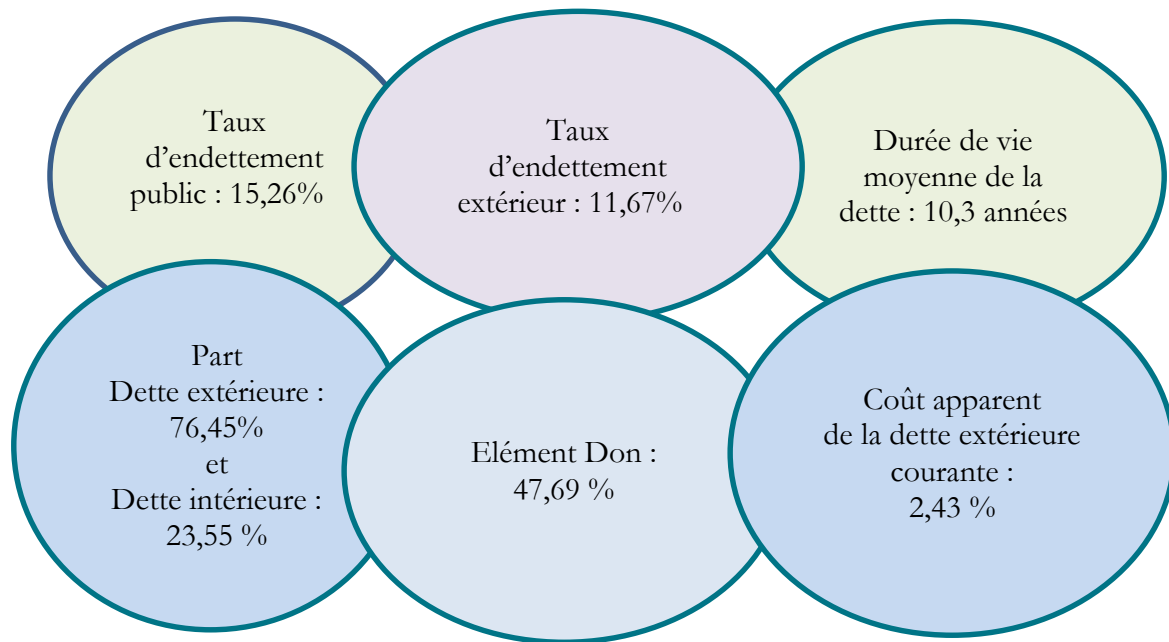 Taux
d’endettement
public : 15,26%
Taux
d’endettement
extérieur : 11,67%
Durée de vie
moyenne de la
dette : 10,3 années
Part
Dette extérieure :
76,45%
et
Dette intérieure :
23,55 %
Elément Don :
47,69 %
Coût apparent
de la dette extérieure
courante :
2,43 %